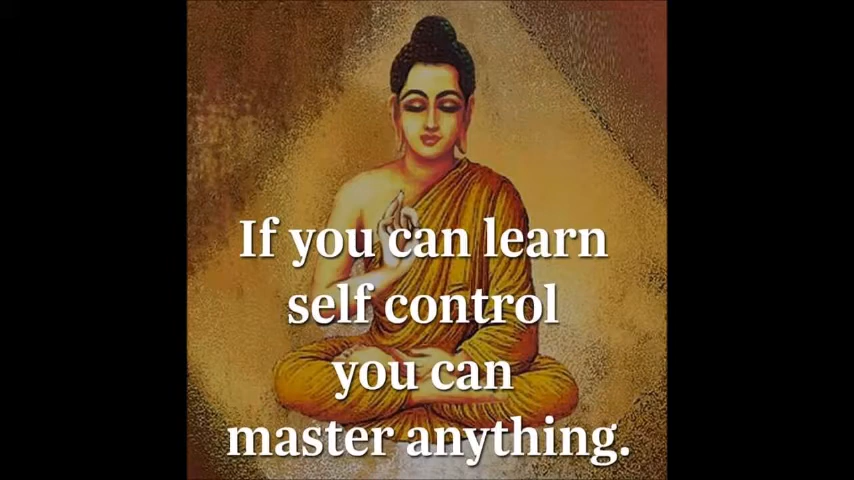 If you can learn
self control
you can
master anything.